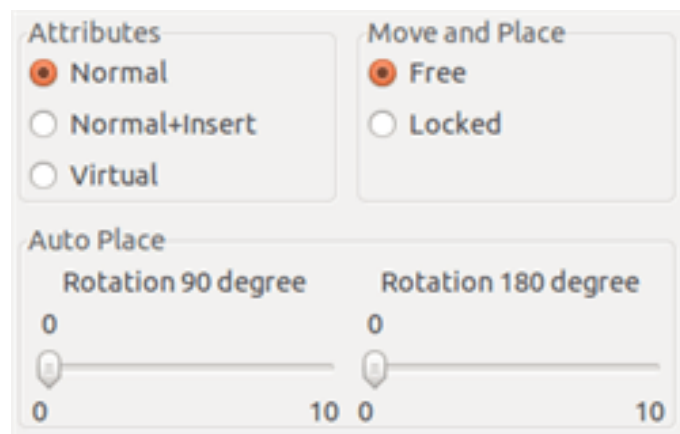 Attributes
Normal
Normal+Insert
Virtual
Move and Place
Free
Locked
Auto Place
Rotation 90 degree
0
0 10
Rotation 180 degree
0
0 10